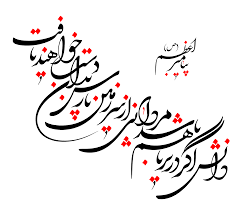 پیامبر اعظم (ص)
دانش اگر در ثریا هم باشد مردانی از سرزمین پارس بدان دست خواهند یافت